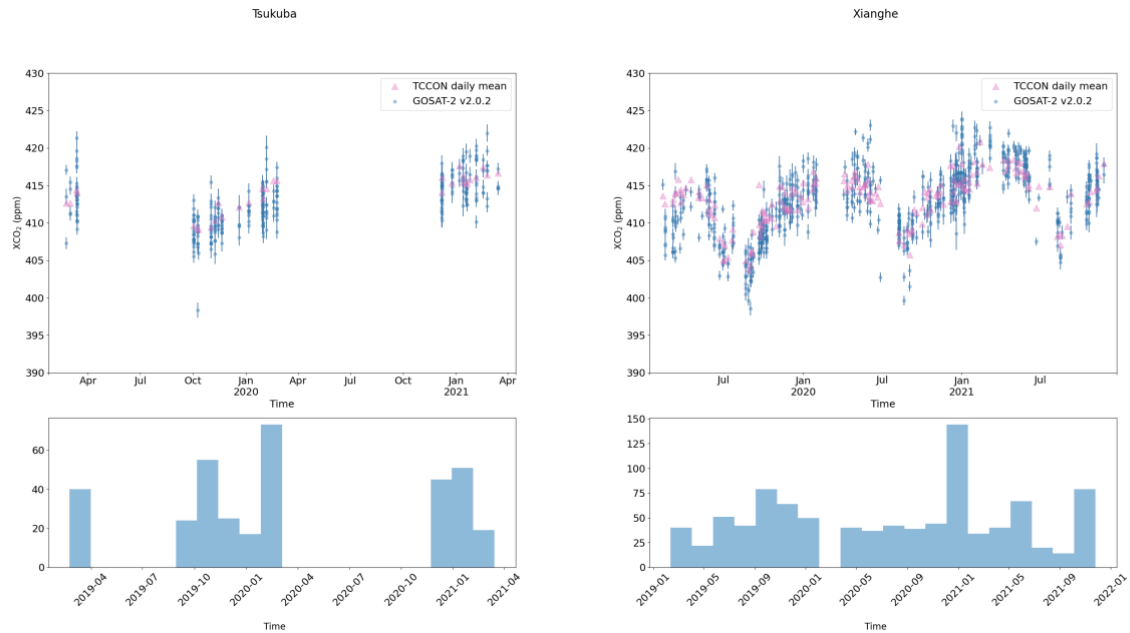 Tsukuba
430
425
420
415
410
405
400
395
390
XCO₂ (ppm)
TCCON daily mean
GOSAT-2 v2.0.2
Apr Jul Oct Jan Apr Jul Oct Jan Apr
2020 2021
Time
60
40
20
0
2019-04 2019-07 2019-10 2020-01 2020-04 2020-07 2020-10 2021-01 2021-04
Time
Xianghe
430
425
420
415
410
405
400
395
390
XCO₂ (ppm)
TCCON daily mean
GOSAT-2 v2.0.2
Jul Jan Jul Jan Jul
2020 2021
Time
150
125
100
75
50
25
0
2019-01 2019-05 2019-09 2020-01 2020-05 2020-09 2021-01 2021-05 2021-09 2022-01
Time